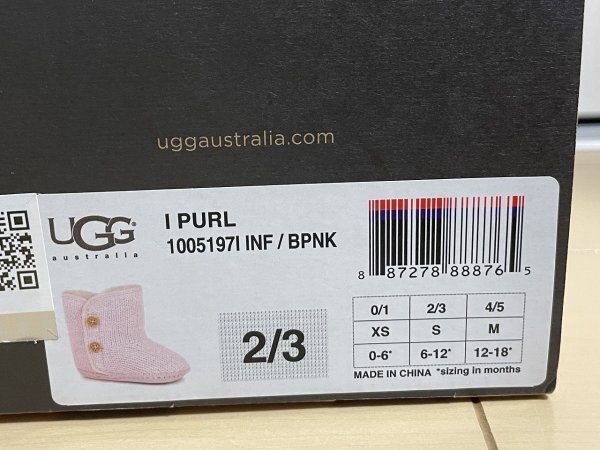 uggaustralia.com
UGG
australia
I PURL
1005197I INF / BPNK
8 87278 88876 5
2/3
0/1 2/3 4/5
XS S M
0-6* 6-12* 12-18*
MADE IN CHINA *sizing in months